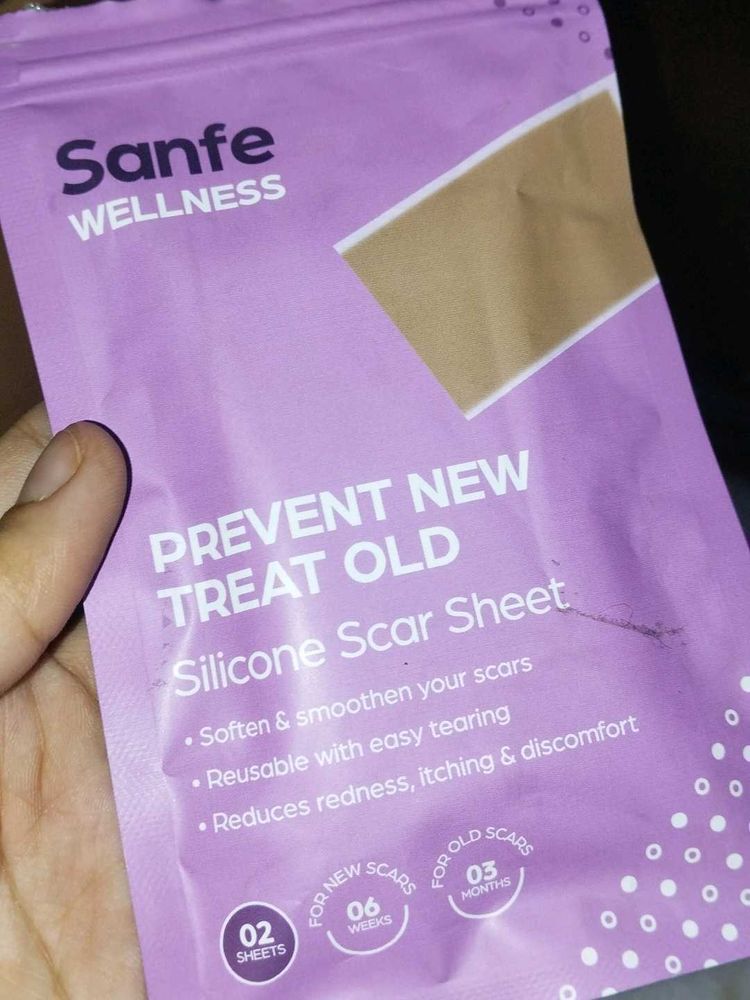 Sanfe
WELLNESS
PREVENT NEW
TREAT OLD
Silicone Scar Sheet
• Soften & smoothen your scars
• Reusable with easy tearing
• Reduces redness, itching & discomfort
02
SHEETS
FOR NEW SCARS
06
WEEKS
FOR OLD SCARS
03
MONTHS